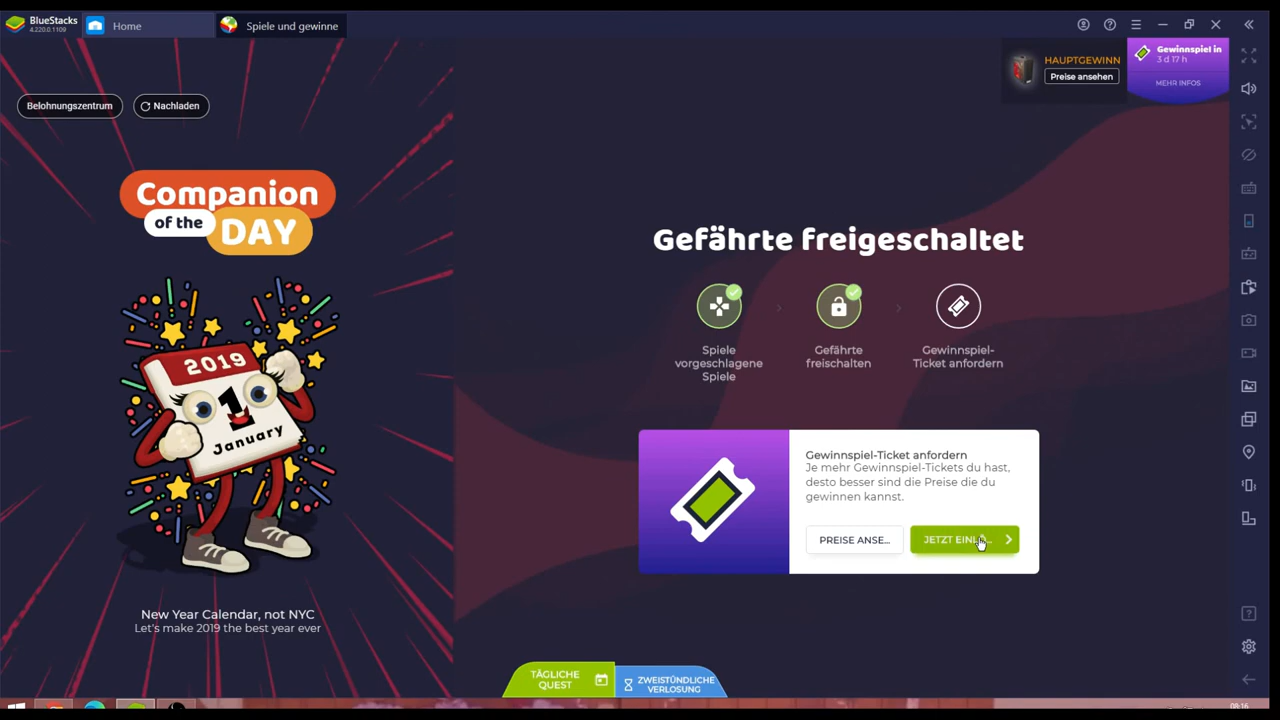 BlueStacks
4.220.0.1109
Home
Spiele und gewinne
HAUPTGEWINN
Preise ansehen
Gewinnspiel in
3 d 17 h
MEHR INFOS
Belohnungszentrum
Nachladen
Companion
of the
DAY
2019
1
January
New Year Calendar, not NYC
Let's make 2019 the best year ever
Gefährte freigeschaltet
Spiele
vorgeschlagene
Spiele
Gefährte
freischalten
Gewinnspiel-
Ticket anfordern
Gewinnspiel-Ticket anfordern
Je mehr Gewinnspiel-Tickets du hast,
desto besser sind die Preise die du
gewinnen kannst.
PREISE ANSE...
JETZT EINL...
TÄGLICHE
QUEST
ZWEISTÜNDLICHE
VERLOSUNG
08:16